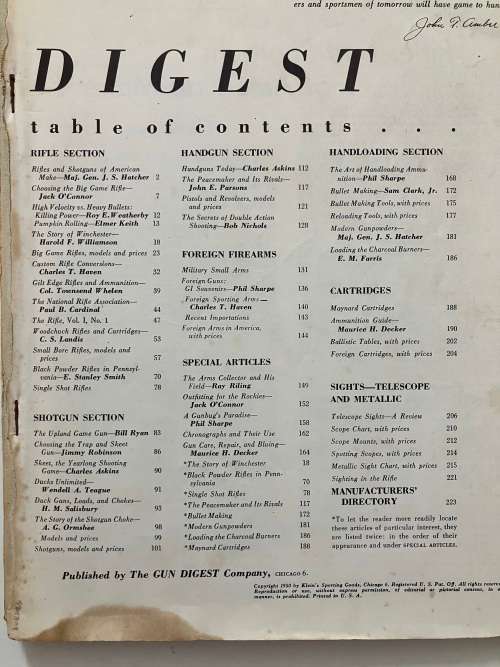 ers and sportsmen of tomorrow will have game to hun
John T. Amber
DIGEST
table of contents . . .
RIFLE SECTION
Rifles and Shotguns of American
Make—Maj. Gen. J. S. Hatcher 2
Choosing the Big Game Rifle—
Jack O'Connor 7
High Velocity vs. Heavy Bullets:
Killing Power—Roy E. Weatherby 12
Pumpkin Rolling—Elmer Keith 13
The Story of Winchester—
Harold F. Williamson 18
Big Game Rifles, models and prices 23
Custom Rifle Conversions—
Charles T. Haven 32
Gilt Edge Rifles and Ammunition—
Col. Townsend Whelen 39
The National Rifle Association—
Paul B. Cardinal 44
The Rifle, Vol. 1, No. 1 47
Woodchuck Rifles and Cartridges—
C. S. Landis 53
Small Bore Rifles, models and
prices 57
Black Powder Rifles in Pennsyl-
vania—E. Stanley Smith 70
Single Shot Rifles 78
SHOTGUN SECTION
The Upland Game Gun—Bill Ryan 83
Choosing the Trap and Skeet
Gun—Jimmy Robinson 86
Skeet, the Yearlong Shooting
Game—Charles Askins 90
Ducks Unlimited—
Wendell A. Teague 91
Duck Guns, Loads, and Chokes—
H. M. Salisbury 93
The Story of the Shotgun Choke—
A. G. Ormsbee 98
Models and prices 99
Shotguns, models and prices 101
HANDGUN SECTION
Handguns Today—Charles Askins 112
The Peacemaker and Its Rivals—
John E. Parsons 117
Pistols and Revolvers, models
and prices 121
The Secrets of Double Action
Shooting—Bob Nichols 128
FOREIGN FIREARMS
Military Small Arms 131
Foreign Guns:
GI Souvenirs—Phil Sharpe 136
Foreign Sporting Arms—
Charles T. Haven 140
Recent Importations 143
Foreign Arms in America,
with prices 144
SPECIAL ARTICLES
The Arms Collector and His
Field—Ray Riling 149
Outfitting for the Rockies—
Jack O'Connor 152
A Gunbug's Paradise—
Phil Sharpe 158
Chronographs and Their Use 162
Gun Care, Repair, and Bluing—
Maurice H. Decker 164
*The Story of Winchester 18
*Black Powder Rifles in Penn-
sylvania 70
*Single Shot Rifles 78
*The Peacemaker and Its Rivals 117
*Bullet Making 172
*Modern Gunpowders 181
*Loading the Charcoal Burners 186
*Maynard Cartridges 188
HANDLOADING SECTION
The Art of Handloading Ammu-
nition—Phil Sharpe 168
Bullet Making—Sam Clark, Jr. 172
Bullet Making Tools, with prices 175
Reloading Tools, with prices 177
Modern Gunpowders—
Maj. Gen. J. S. Hatcher 181
Loading the Charcoal Burners—
E. M. Farris 186
CARTRIDGES
Maynard Cartridges 188
Ammunition Guide—
Maurice H. Decker 190
Ballistic Tables, with prices 202
Foreign Cartridges, with prices 204
SIGHTS—TELESCOPE
AND METALLIC
Telescope Sights—A Review 206
Scope Chart, with prices 210
Scope Mounts, with prices 212
Spotting Scopes, with prices 214
Metallic Sight Chart, with prices 215
Sighting in the Rifle 221
MANUFACTURERS'
DIRECTORY 223
*To let the reader more readily locate
these articles of particular interest, they
are listed twice: in the order of their
appearance and under SPECIAL ARTICLES.
Published by The GUN DIGEST Company, CHICAGO 6.
Copyright 1950 by Klein's Sporting Goods, Chicago 6. Registered U. S. Pat. Off. All rights reserve
Reproduction or use, without express permission, of editorial or pictorial content, in a
manner, is prohibited. Printed in U. S. A.